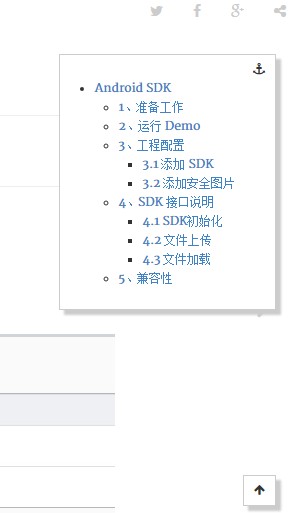 Android SDK
1、准备工作
2、运行 Demo
3、工程配置
3.1 添加 SDK
3.2 添加安全图片
4、SDK 接口说明
4.1 SDK初始化
4.2 文件上传
4.3 文件加载
5、兼容性